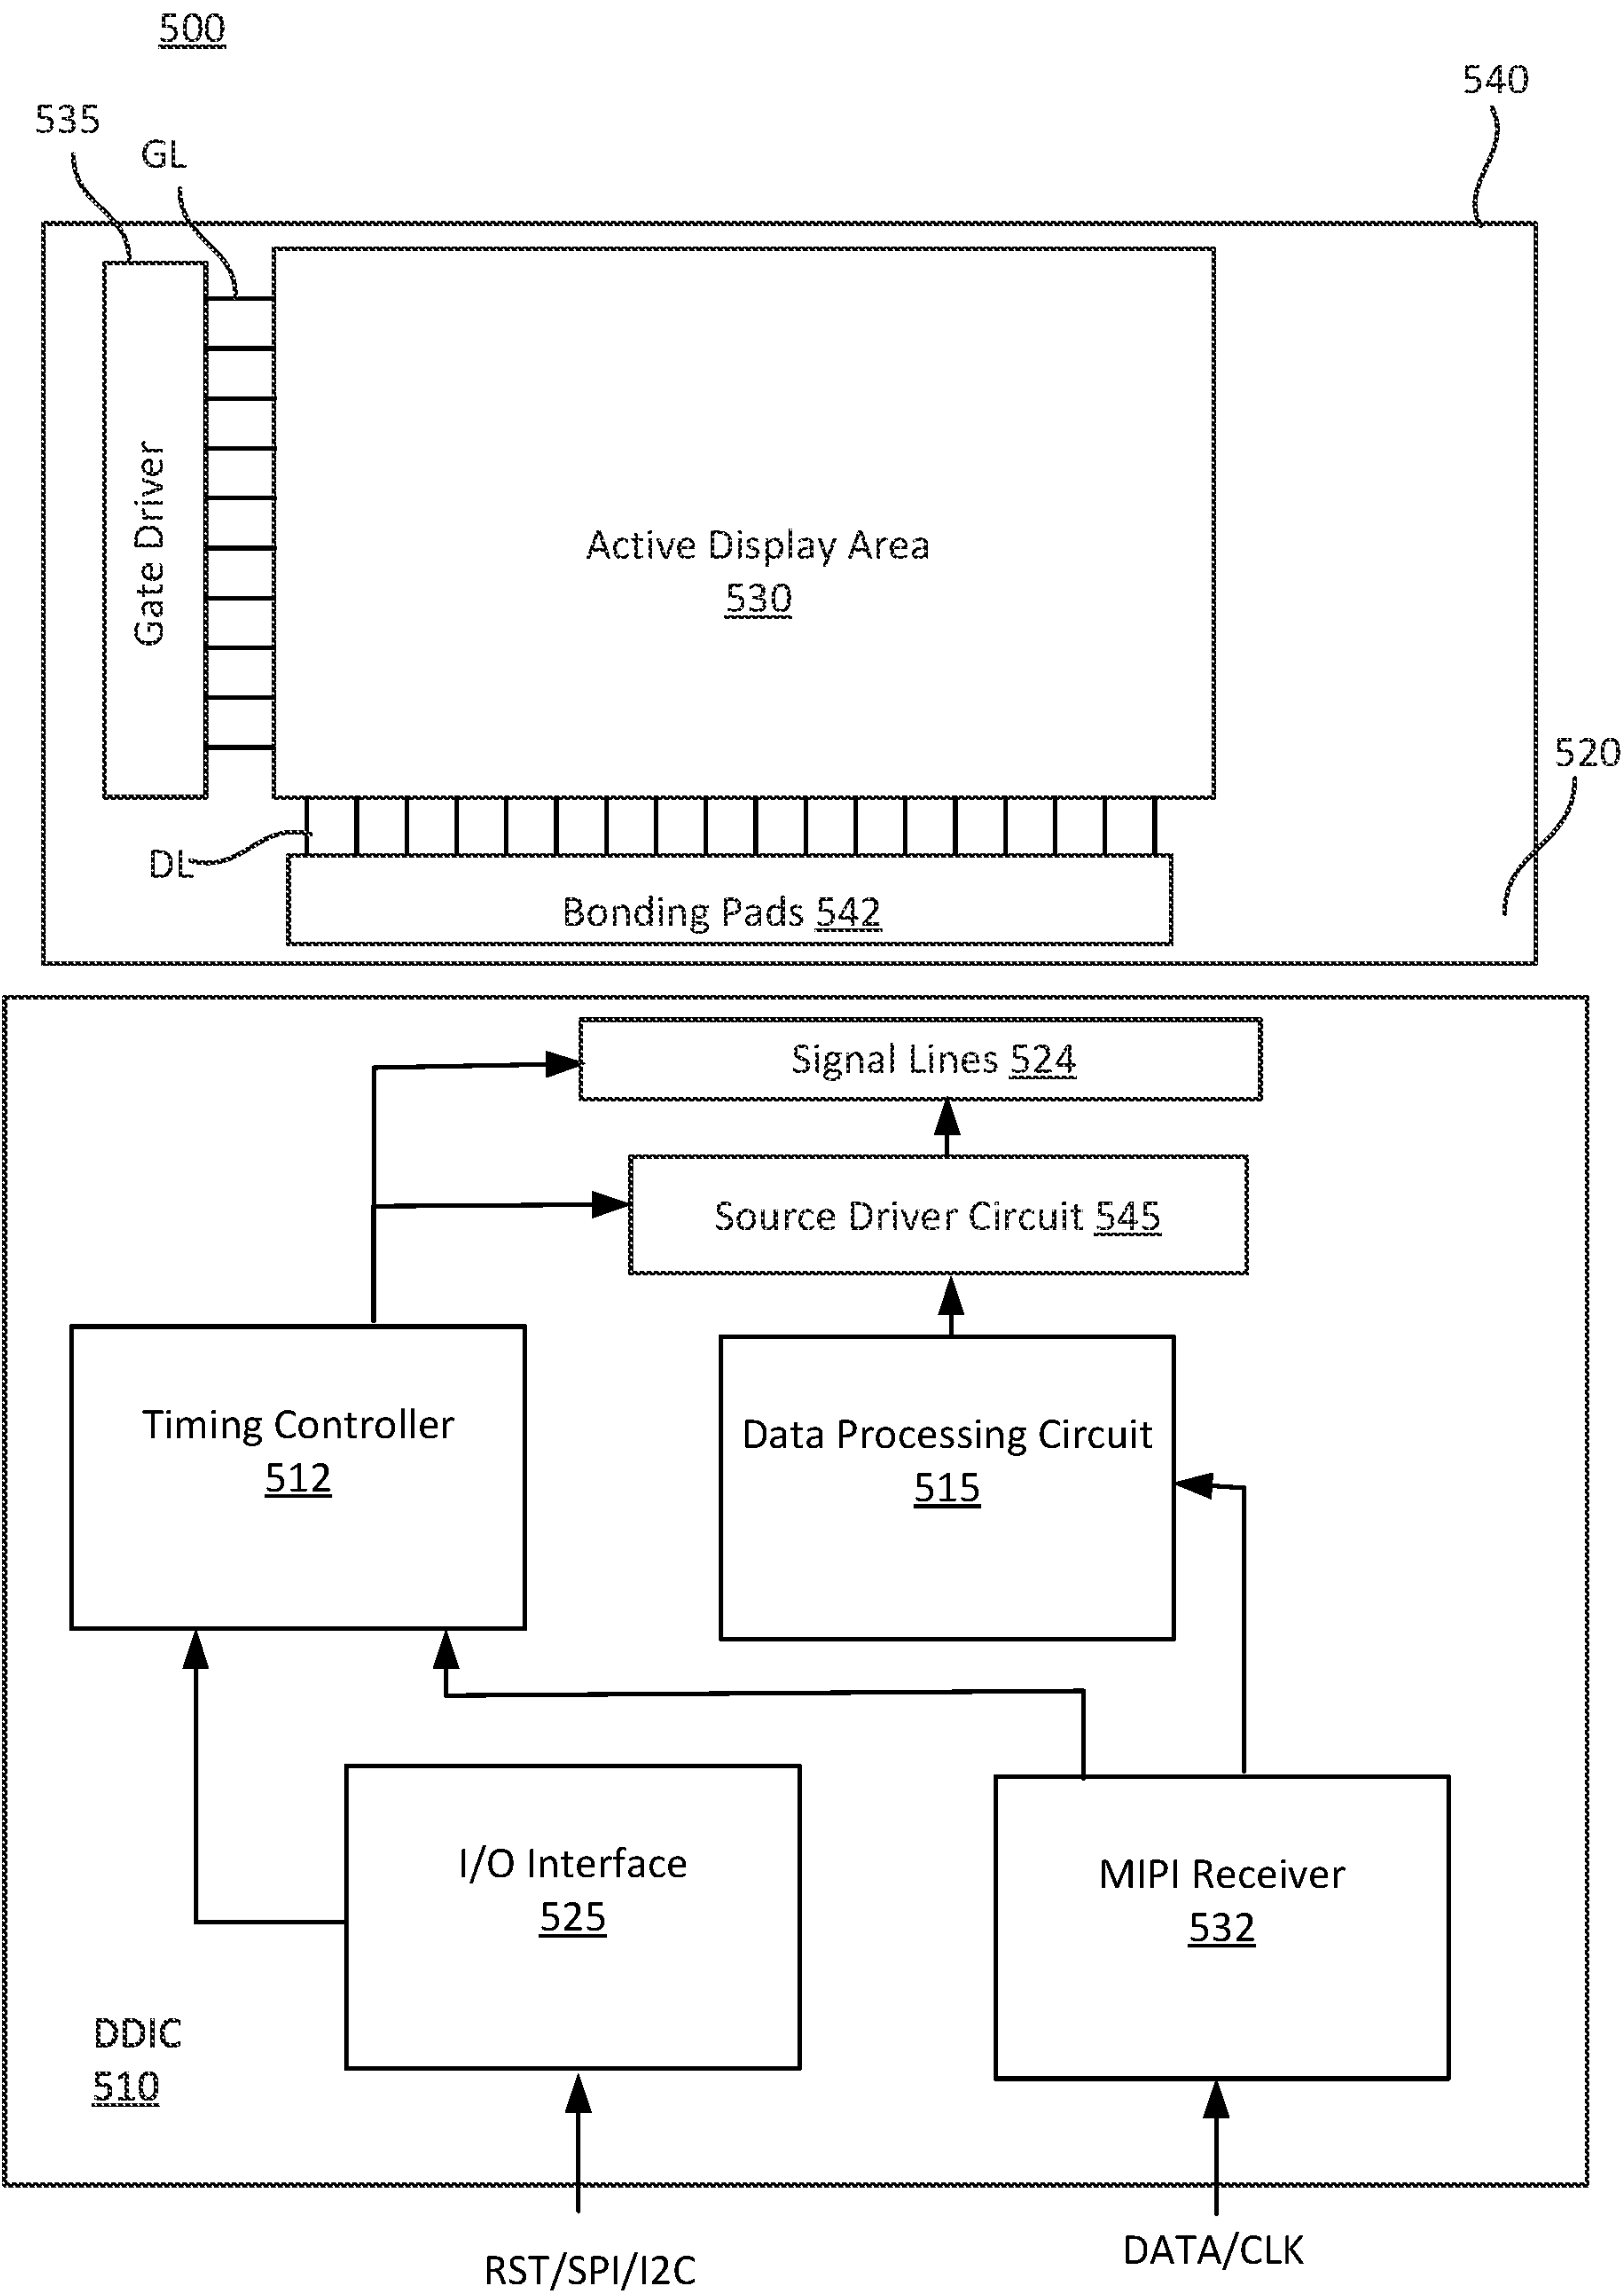 500
540
535
GL
Gate Driver
Active Display Area
530
520
DL
Bonding Pads 542
Signal Lines 524
Source Driver Circuit 545
Timing Controller
512
Data Processing Circuit
515
I/O Interface
525
MIPI Receiver
532
DDIC
510
RST/SPI/I2C
DATA/CLK